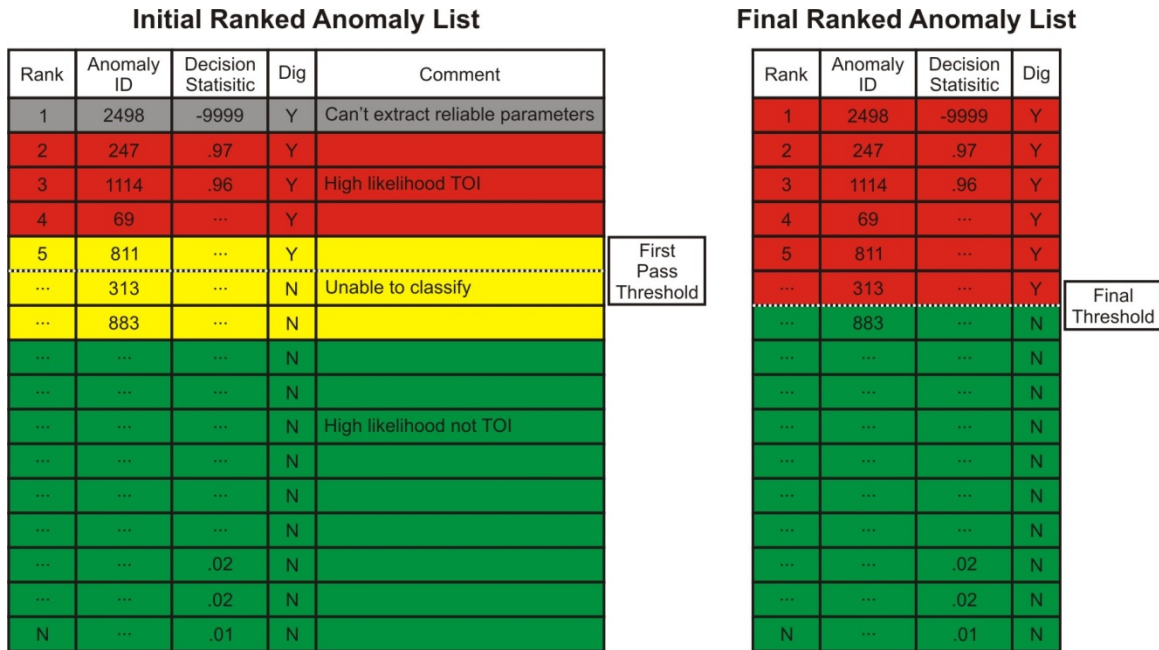 Initial Ranked Anomaly List
Rank Anomaly ID Decision Statisitic Dig Comment
1 2498 -9999 Y Can't extract reliable parameters
2 247 .97 Y
3 1114 .96 Y High likelihood TOI
4 69 ... Y
5 811 ... Y
... 313 ... N Unable to classify
... 883 ... N
... ... ... N
... ... ... N
... ... ... N High likelihood not TOI
... ... ... N
... ... ... N
... ... ... N
... ... .02 N
... ... .02 N
N ... .01 N
First
Pass
Threshold
Final Ranked Anomaly List
Rank Anomaly ID Decision Statisitic Dig
1 2498 -9999 Y
2 247 .97 Y
3 1114 .96 Y
4 69 ... Y
5 811 ... Y
... 313 ... Y
... 883 ... N
... ... ... N
... ... ... N
... ... ... N
... ... ... N
... ... ... N
... ... ... N
... ... .02 N
... ... .02 N
N ... .01 N
Final
Threshold